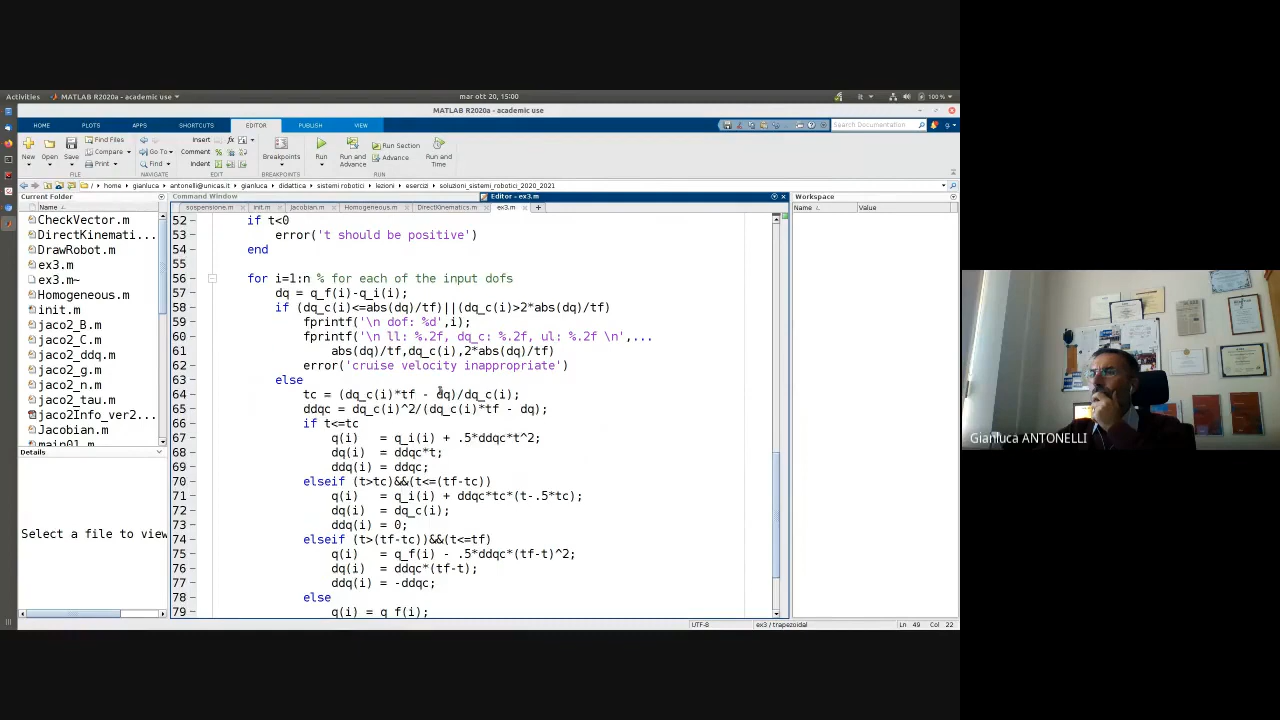 Activities
MATLAB R2020a - academic use
mar ott 20, 15:00
it
100 %
MATLAB R2020a - academic use
HOME
PLOTS
APPS
SHORTCUTS
EDITOR
PUBLISH
VIEW
Search Documentation
New
Open
Save
Find Files
Compare
Print
Go To
Find
Insert
Comment
Indent
Breakpoints
Run
Run and Advance
Run Section
Advance
Run and Time
FILE
NAVIGATE
EDIT
BREAKPOINTS
RUN
/ home ▸ gianluca ▸ antonelli@unicas.it ▸ gianluca ▸ didattica ▸ sistemi robotici ▸ lezioni ▸ esercizi ▸ soluzioni_sistemi_robotici_2020_2021
Current Folder
Name
CheckVector.m
DirectKinemati...
DrawRobot.m
ex3.m
ex3.m~
Homogeneous.m
init.m
jaco2_B.m
jaco2_C.m
jaco2_ddq.m
jaco2_g.m
jaco2_n.m
jaco2_tau.m
jaco2Info_ver2...
Jacobian.m
main01.m
Details
Select a file to view
Command Window
Editor - ex3.m
sospensione.m
init.m
Jacobian.m
Homogeneous.m
DirectKinematics.m
ex3.m
52 if t<0
53 error('t should be positive')
54 end
55
56 for i=1:n % for each of the input dofs
57 dq = q_f(i)-q_i(i);
58 if (dq_c(i)<=abs(dq)/tf)||(dq_c(i)>2*abs(dq)/tf)
59 fprintf('\n dof: %d',i);
60 fprintf('\n ll: %.2f, dq_c: %.2f, ul: %.2f \n',...
61 abs(dq)/tf,dq_c(i),2*abs(dq)/tf)
62 error('cruise velocity inappropriate')
63 else
64 tc = (dq_c(i)*tf - dq)/dq_c(i);
65 ddqc = dq_c(i)^2/(dq_c(i)*tf - dq);
66 if t<=tc
67 q(i) = q_i(i) + .5*ddqc*t^2;
68 dq(i) = ddqc*t;
69 ddq(i) = ddqc;
70 elseif (t>tc)&&(t<=(tf-tc))
71 q(i) = q_i(i) + ddqc*tc*(t-.5*tc);
72 dq(i) = dq_c(i);
73 ddq(i) = 0;
74 elseif (t>(tf-tc))&&(t<=tf)
75 q(i) = q_f(i) - .5*ddqc*(tf-t)^2;
76 dq(i) = ddqc*(tf-t);
77 ddq(i) = -ddqc;
78 else
79 q(i) = q_f(i);
UTF-8
ex3 / trapezoidal
Ln 49 Col 22
Workspace
Name
Value
Gianluca ANTONELLI